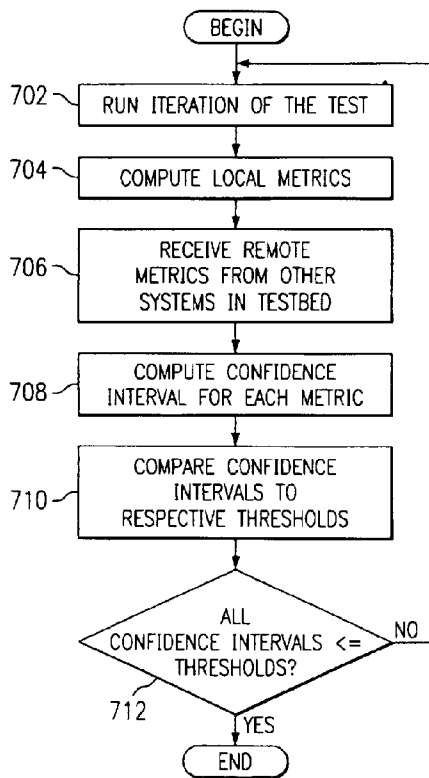 BEGIN
702
RUN ITERATION OF THE TEST
704
COMPUTE LOCAL METRICS
706
RECEIVE REMOTE
METRICS FROM OTHER
SYSTEMS IN TESTBED
708
COMPUTE CONFIDENCE
INTERVAL FOR EACH METRIC
710
COMPARE CONFIDENCE
INTERVALS TO
RESPECTIVE THRESHOLDS
ALL
CONFIDENCE INTERVALS <=
THRESHOLDS?
NO
712
YES
END